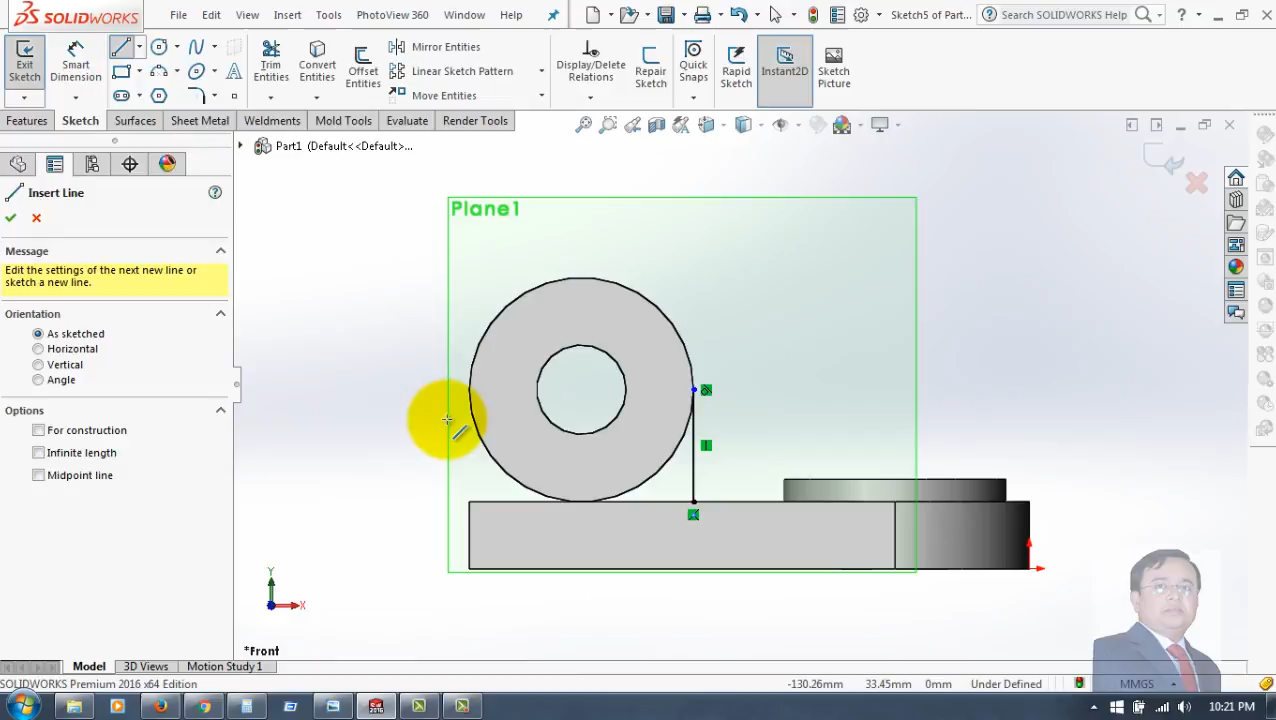 SOLIDWORKS File Edit View Insert Tools PhotoView 360 Window Help Sketch5 of Part... Search SOLIDWORKS Help
Exit Sketch Smart Dimension Trim Entities Convert Entities Offset Entities Mirror Entities Linear Sketch Pattern Move Entities Display/Delete Relations Repair Sketch Quick Snaps Rapid Sketch Instant2D Sketch Picture
Features Sketch Surfaces Sheet Metal Weldments Mold Tools Evaluate Render Tools
Part1 (Default<<Default>...
Insert Line
Message
Edit the settings of the next new line or
sketch a new line.
Orientation
As sketched
Horizontal
Vertical
Angle
Options
For construction
Infinite length
Midpoint line
Plane1
Y
X
*Front
Model 3D Views Motion Study 1
SOLIDWORKS Premium 2016 x64 Edition -130.26mm 33.45mm 0mm Under Defined MMGS
2016
10:21 PM